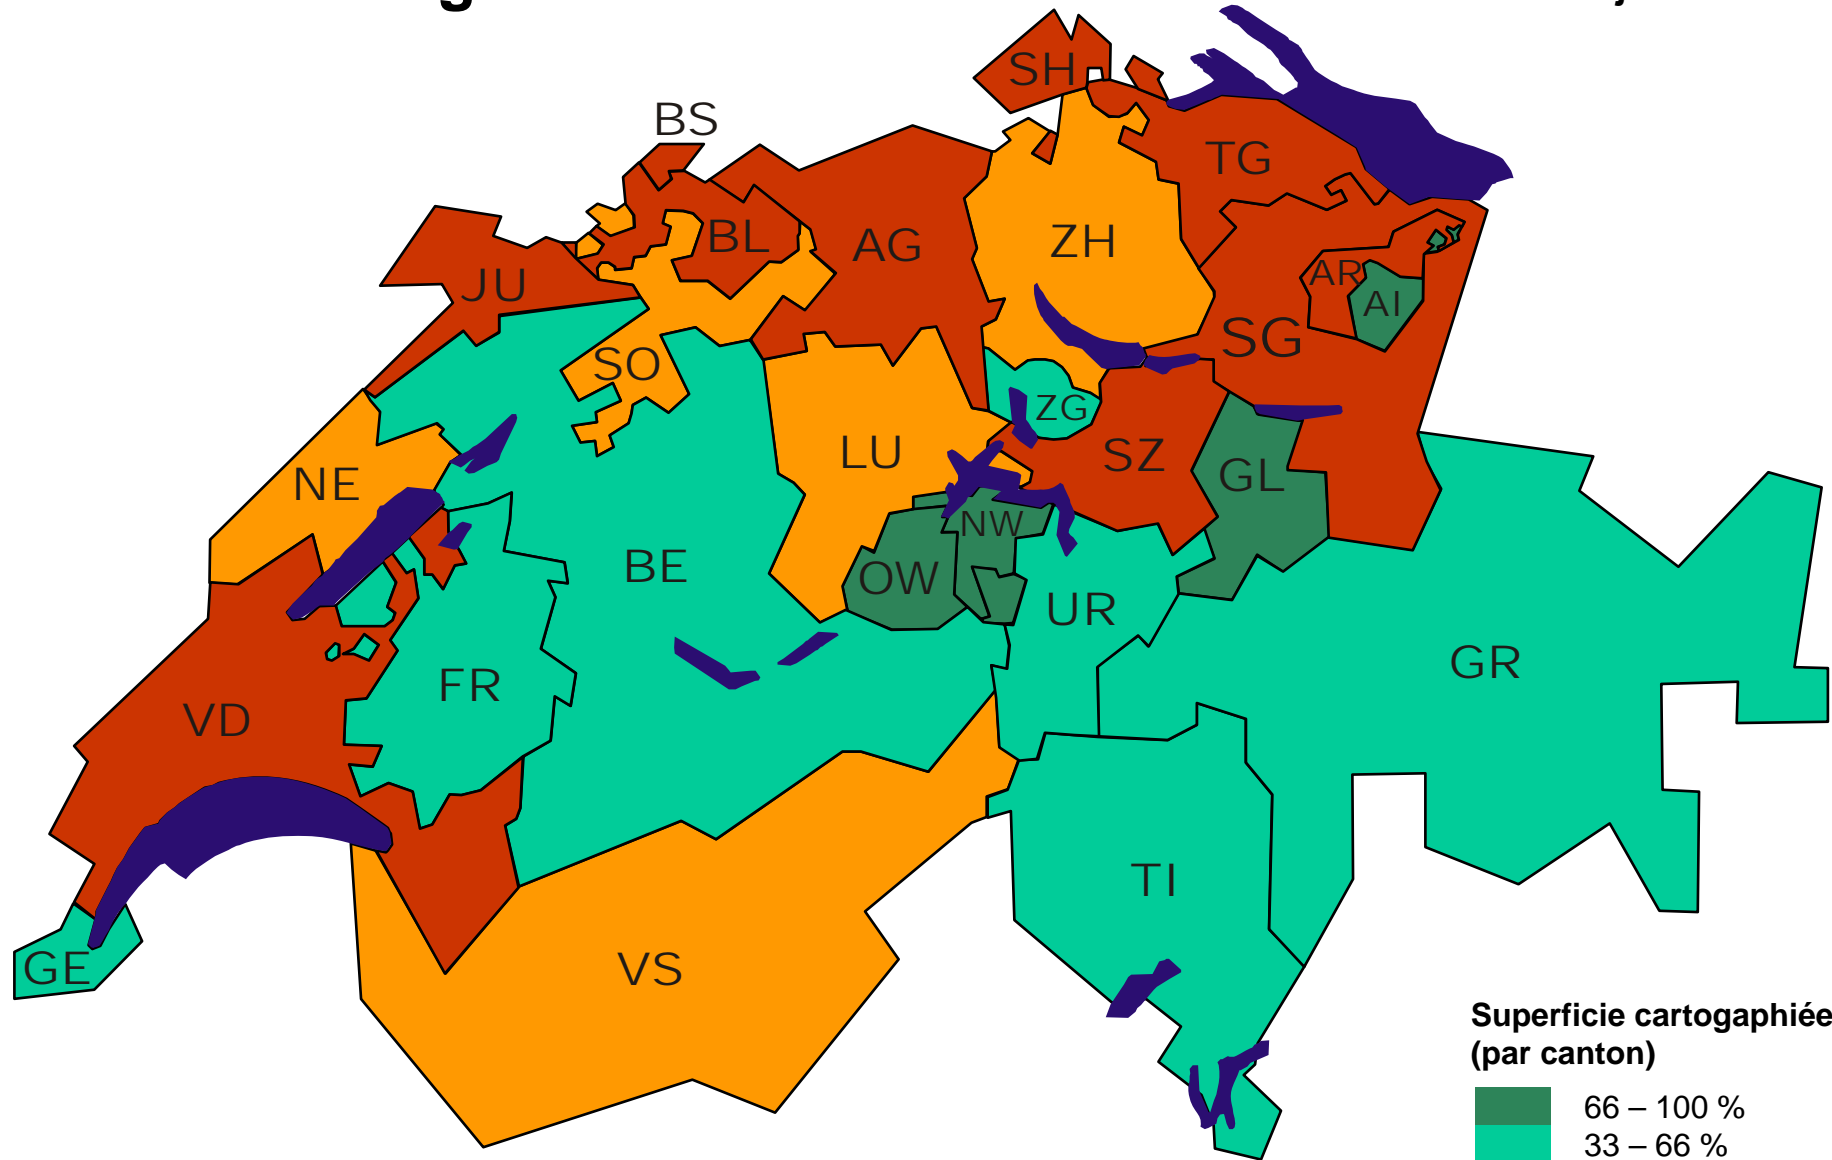 SH
BS
TG
BL
AG
ZH
JU
AR
AI
SG
SO
ZG
LU
SZ
NE
GL
NW
BE
OW
UR
FR
GR
VD
TI
VS
GE
Superficie cartogaphiée
(par canton)
66 – 100 %
33 – 66 %